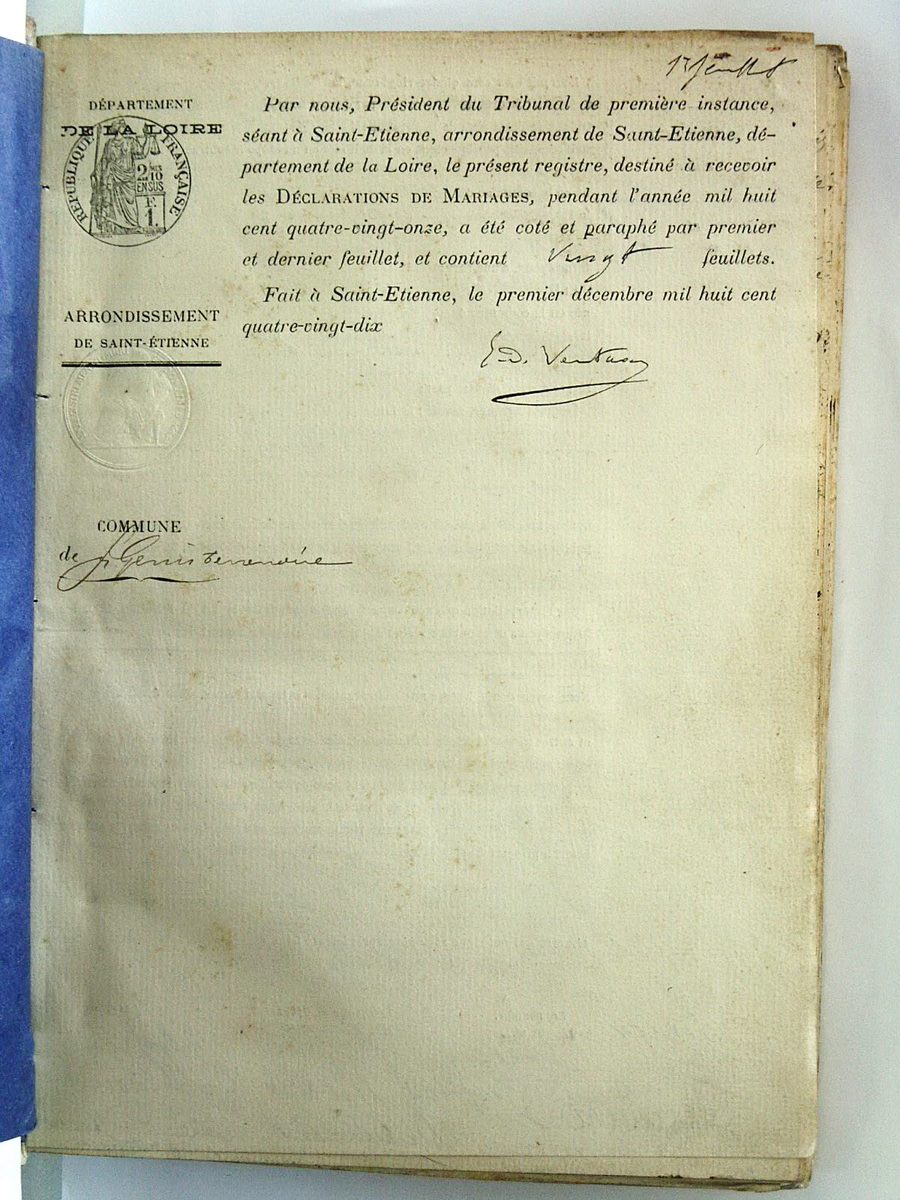 1er feuillet
DÉPARTEMENT
DE LA LOIRE
RÉPUBLIQUE FRANÇAISE
2/10
EN SUS
F.
1.
ARRONDISSEMENT
DE SAINT-ÉTIENNE
COMMUNE
de St Genis Terrenoire
Par nous, Président du Tribunal de première instance,
séant à Saint-Etienne, arrondissement de Saint-Etienne, dé-
partement de la Loire, le présent registre, destiné à recevoir
les DÉCLARATIONS DE MARIAGES, pendant l'année mil huit
cent quatre-vingt-onze, a été coté et paraphé par premier
et dernier feuillet, et contient Vingt feuillets.
Fait à Saint-Etienne, le premier décembre mil huit cent
quatre-vingt-dix